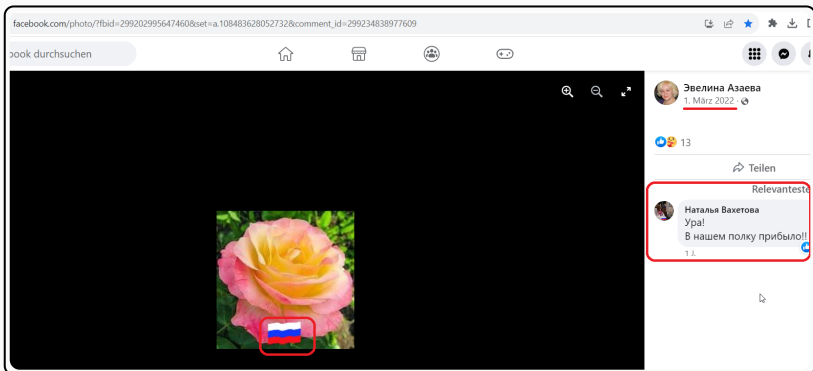 facebook.com/photo/?fbid=299202995647460&set=a.108483628052732&comment_id=299234838977609
book durchsuchen
Эвелина Азаева
1. März 2022
13
Teilen
Relevanteste
Наталья Вахетова
Ура!
В нашем полку прибыло!!
1 J.